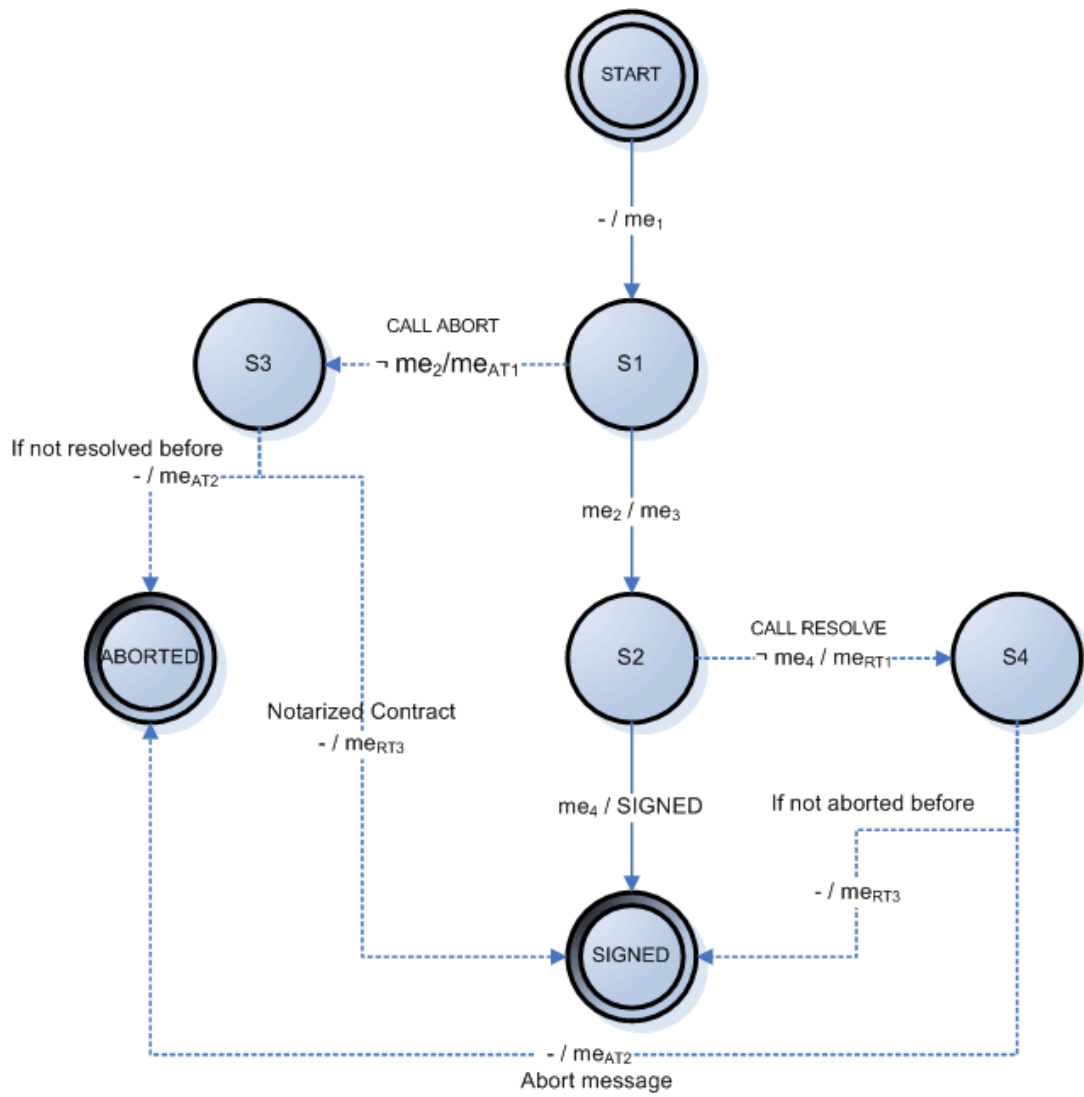 START
- / me₁
CALL ABORT
S3
¬ me₂/meAT1
S1
If not resolved before
- / meAT2
me₂ / me₃
CALL RESOLVE
ABORTED
S2
¬ me₄ / meRT1
S4
Notarized Contract
- / meRT3
me₄ / SIGNED
If not aborted before
- / meRT3
SIGNED
- / meAT2
Abort message